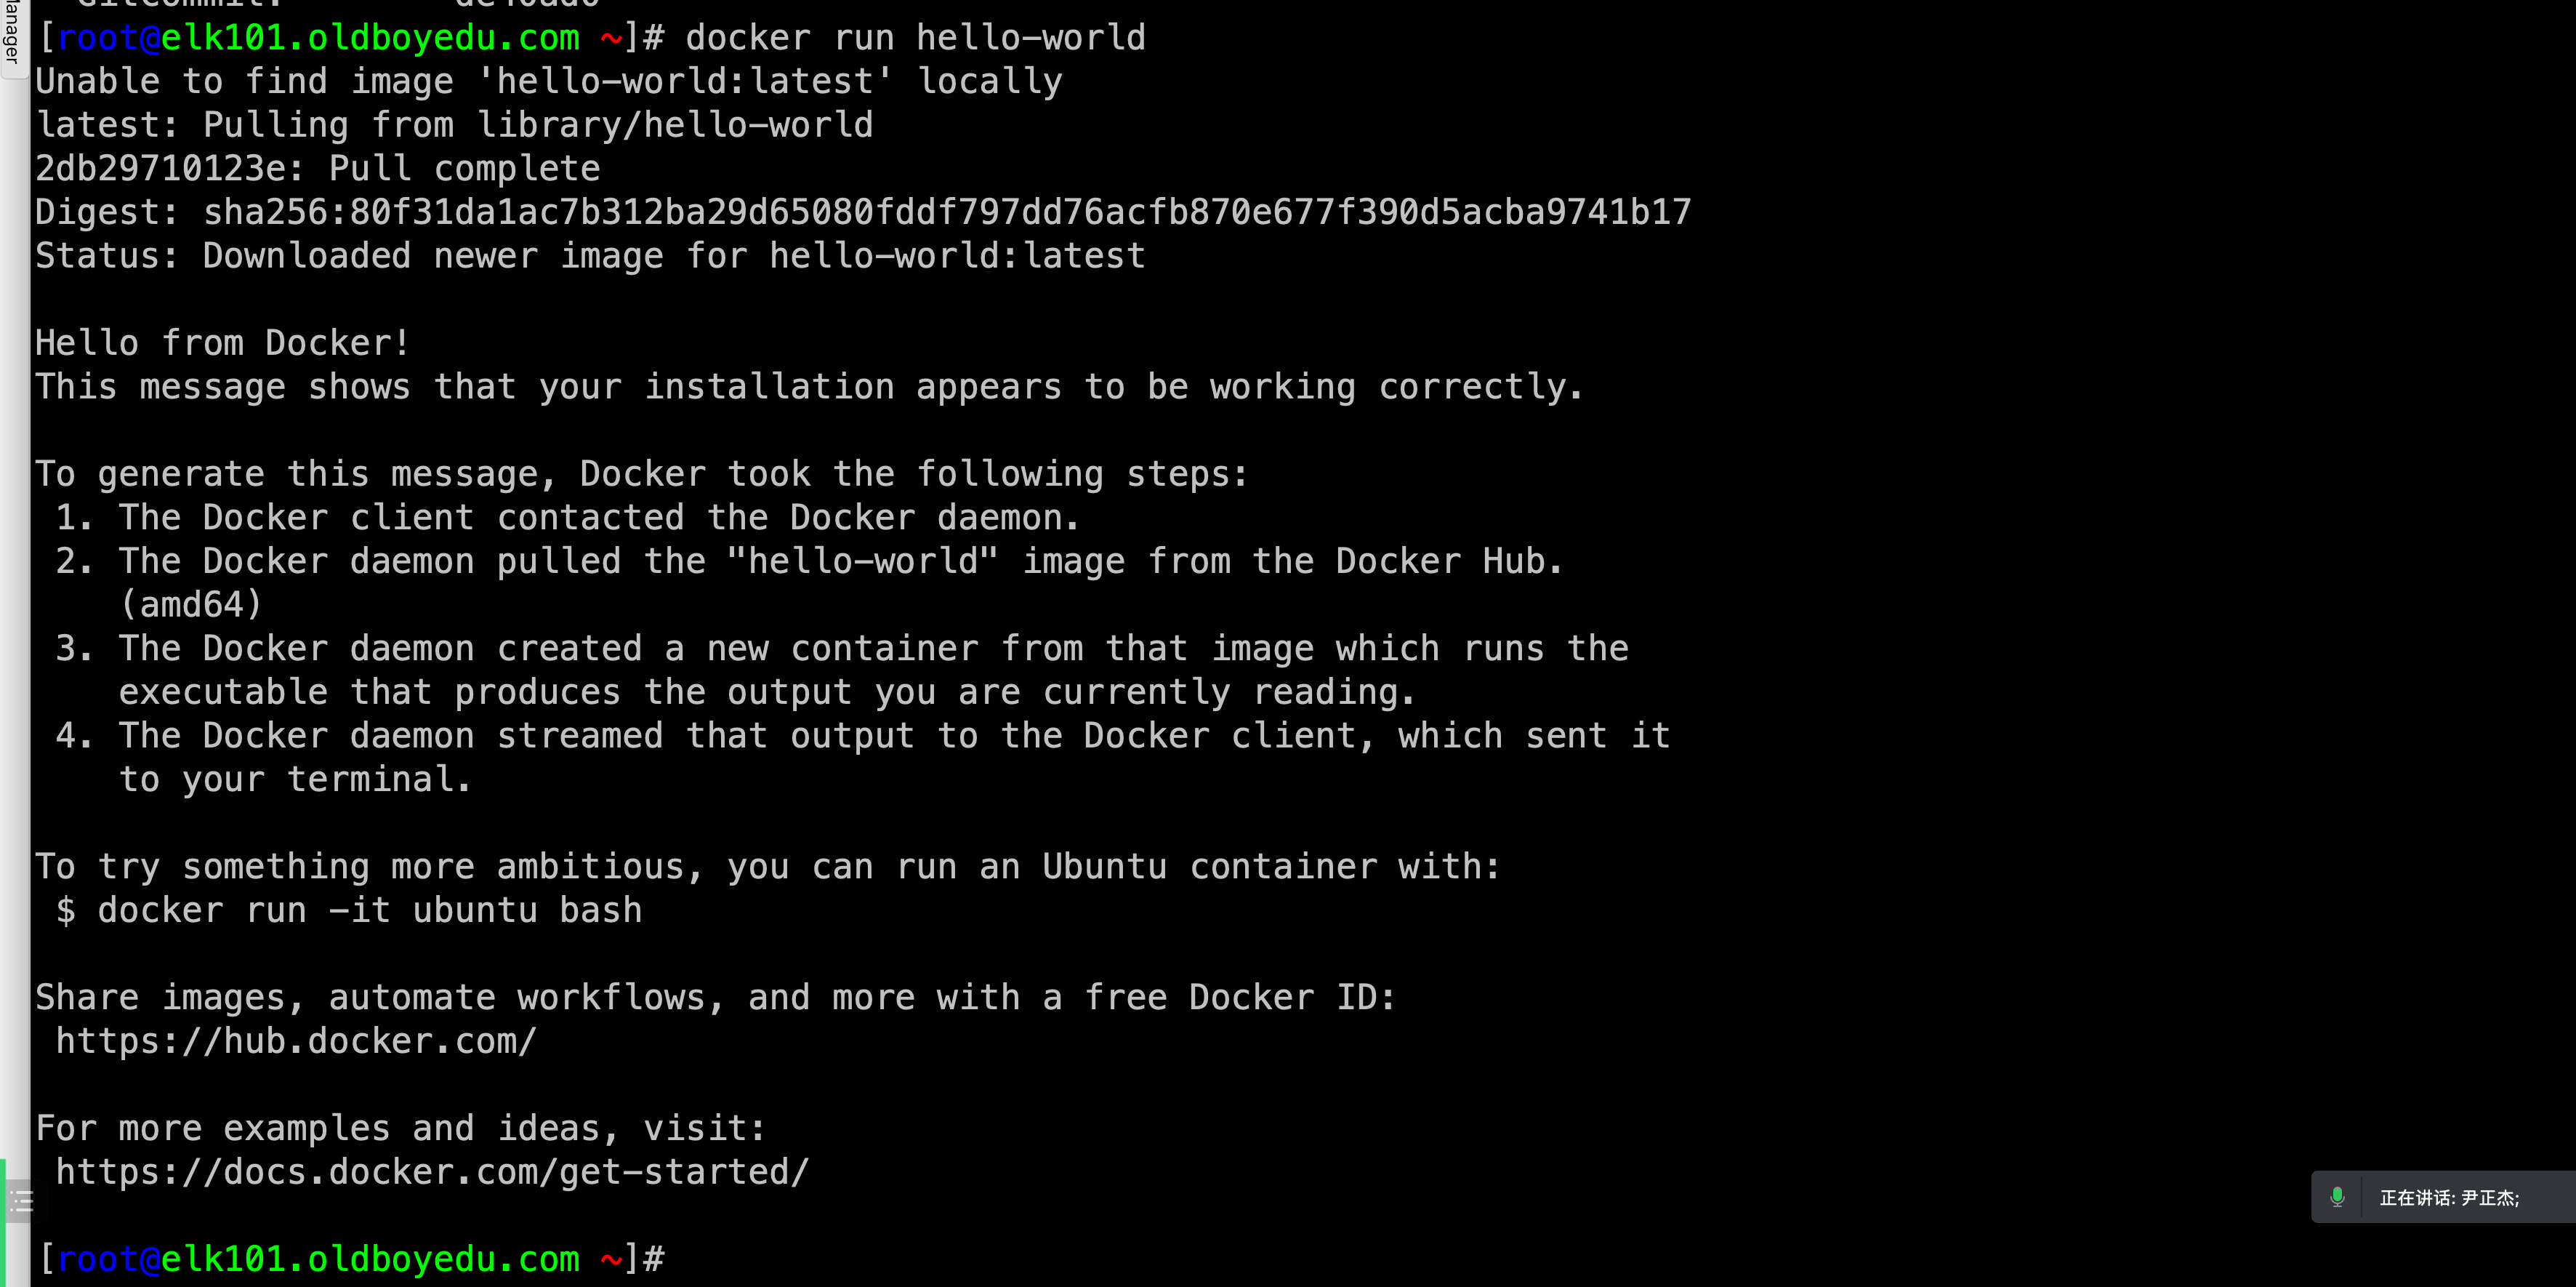 [root@elk101.oldboyedu.com ~]# docker run hello-world
Unable to find image 'hello-world:latest' locally
latest: Pulling from library/hello-world
2db29710123e: Pull complete
Digest: sha256:80f31da1ac7b312ba29d65080fddf797dd76acfb870e677f390d5acba9741b17
Status: Downloaded newer image for hello-world:latest

Hello from Docker!
This message shows that your installation appears to be working correctly.

To generate this message, Docker took the following steps:
 1. The Docker client contacted the Docker daemon.
 2. The Docker daemon pulled the "hello-world" image from the Docker Hub.
    (amd64)
 3. The Docker daemon created a new container from that image which runs the
    executable that produces the output you are currently reading.
 4. The Docker daemon streamed that output to the Docker client, which sent it
    to your terminal.

To try something more ambitious, you can run an Ubuntu container with:
 $ docker run -it ubuntu bash

Share images, automate workflows, and more with a free Docker ID:
 https://hub.docker.com/

For more examples and ideas, visit:
 https://docs.docker.com/get-started/

正在讲话: 尹正杰;
[root@elk101.oldboyedu.com ~]#